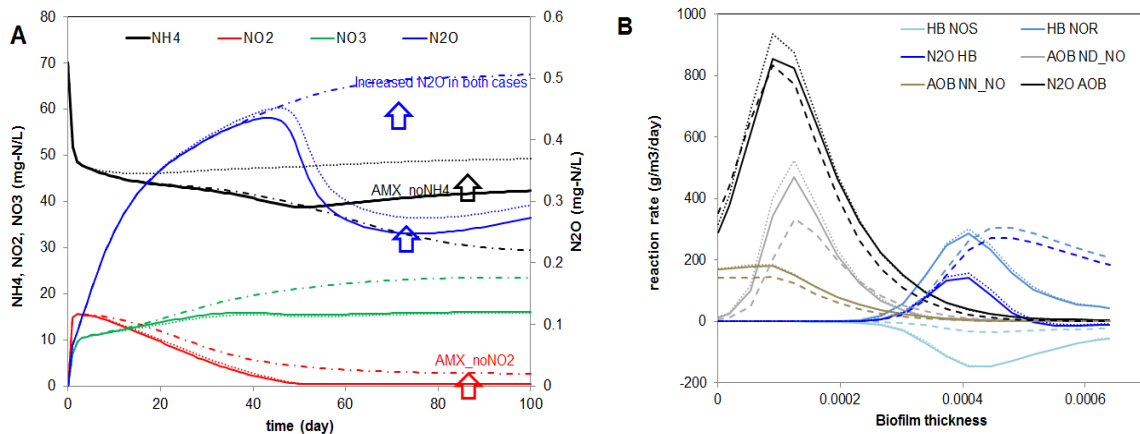 A
80
70
60
50
40
30
20
10
0
NH4, NO2, NO3 (mg-N/L)
0
20
40
60
80
100
time (day)
0.6
0.5
0.4
0.3
0.2
0.1
0
N2O (mg-N/L)
NH4 NO2 NO3 N2O
Increased N2O in both cases
AMX_noNH4
AMX_noNO2
B
1000
800
600
400
200
0
-200
reaction rate (g/m3/day)
0
0.0002
0.0004
0.0006
Biofilm thickness
HB NOS HB NOR
N2O HB AOB ND_NO
AOB NN_NO N2O AOB